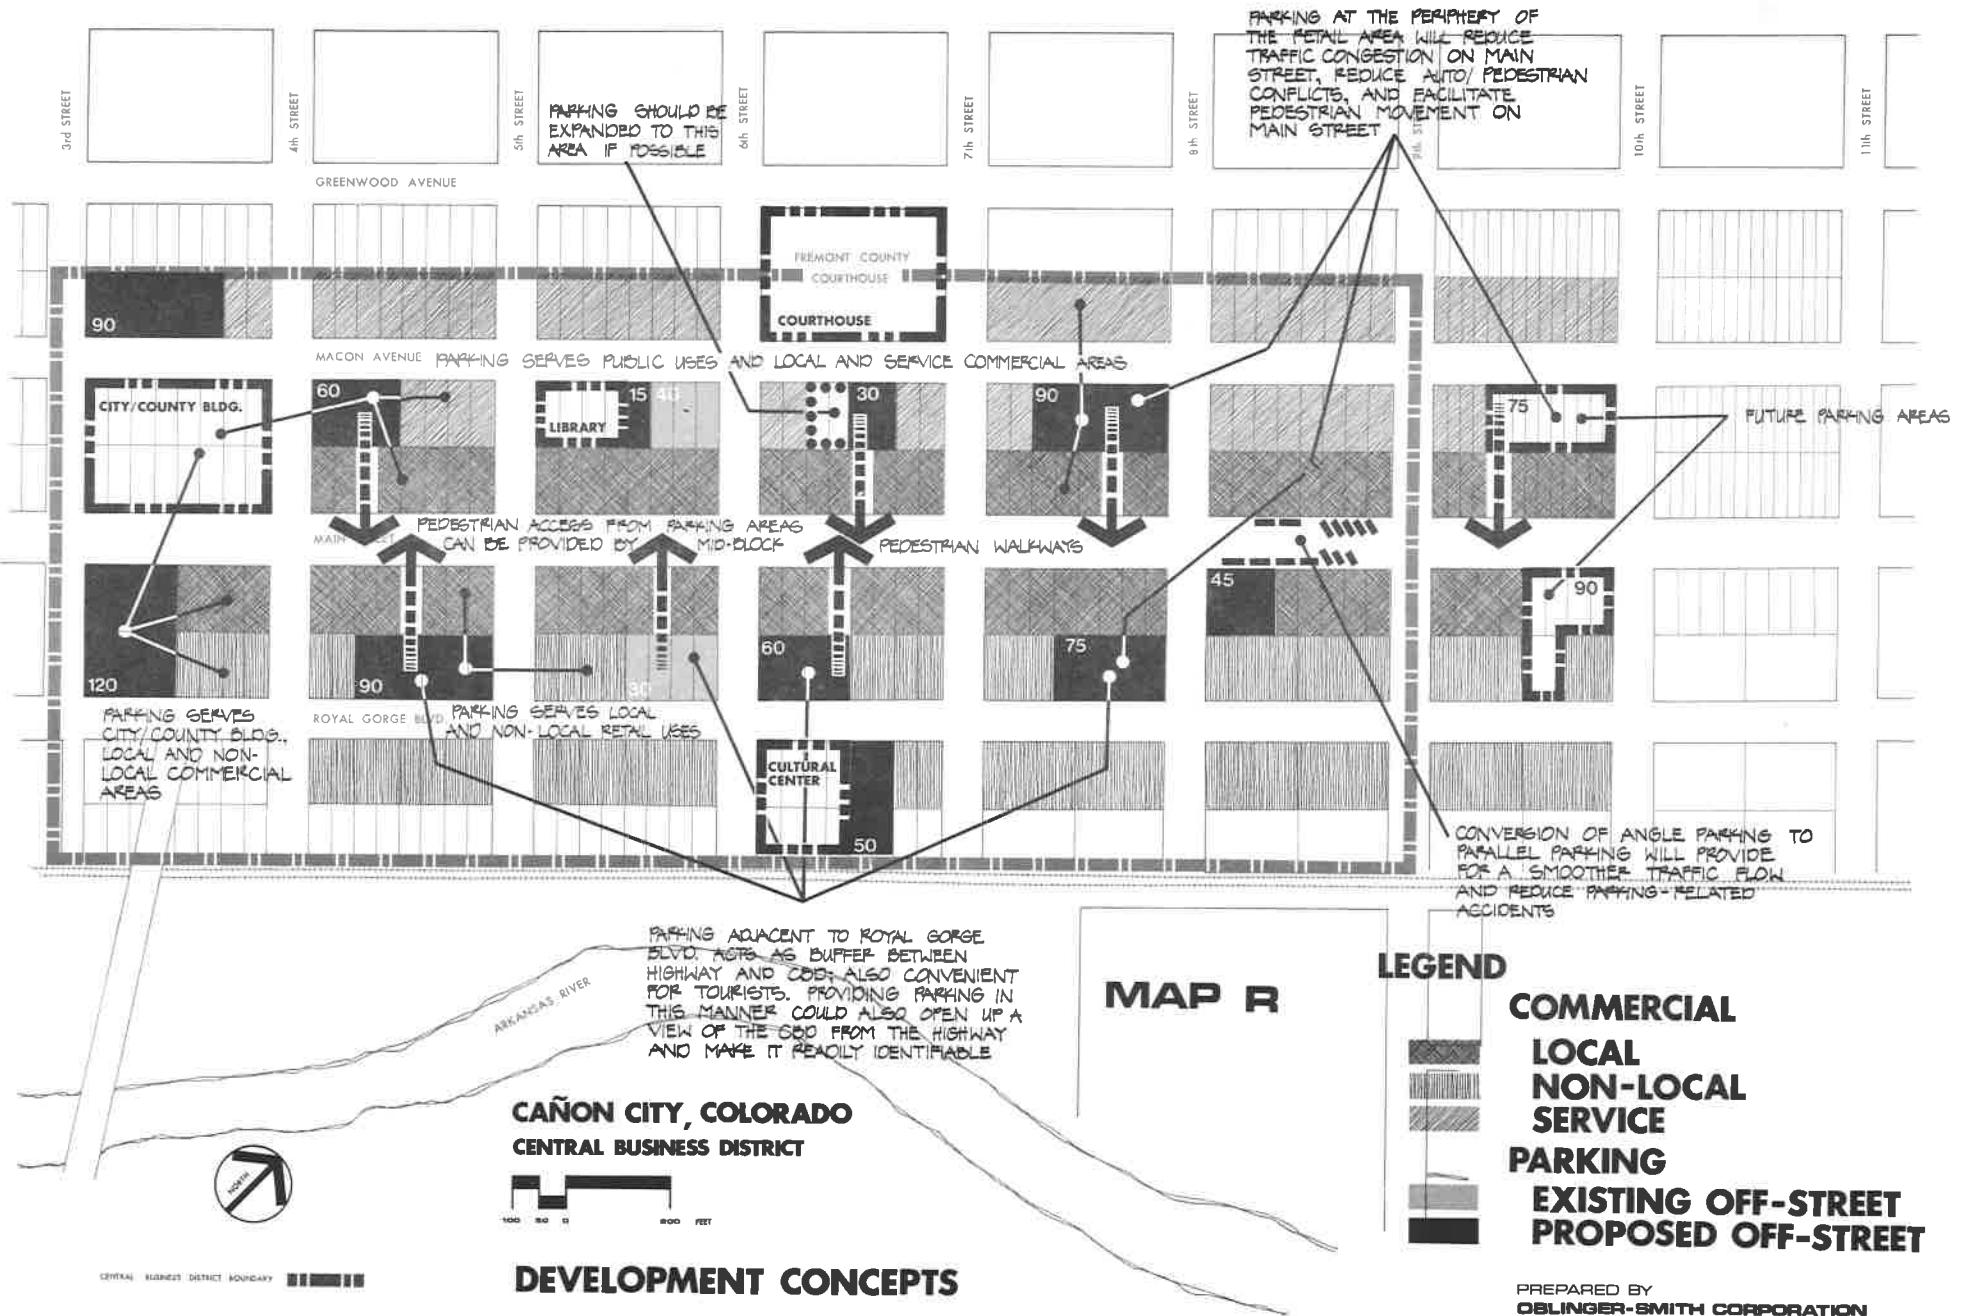 PARKING AT THE PERIPHERY OF
THE RETAIL AREA WILL REDUCE
TRAFFIC CONGESTION ON MAIN
STREET, REDUCE AUTO/ PEDESTRIAN
CONFLICTS, AND FACILITATE
PEDESTRIAN MOVEMENT ON
MAIN STREET
3rd STREET
4th STREET
5th STREET
6th STREET
7th STREET
8th STREET
9th ST
10th STREET
11th STREET
PARKING SHOULD BE
EXPANDED TO THIS
AREA IF POSSIBLE
GREENWOOD AVENUE
FREMONT COUNTY
COURTHOUSE
COURTHOUSE
90
MACON AVENUE
PARKING SERVES PUBLIC USES AND LOCAL AND SERVICE COMMERCIAL AREAS
CITY/COUNTY BLDG.
60
LIBRARY
15
40
30
90
75
FUTURE PARKING AREAS
MAIN STREET
PEDESTRIAN ACCESS FROM PARKING AREAS
CAN BE PROVIDED BY MID-BLOCK
PEDESTRIAN WALKWAYS
120
90
30
60
75
45
90
ROYAL GORGE BLVD.
PARKING SERVES
CITY/COUNTY BLDG.,
LOCAL AND NON-
LOCAL COMMERCIAL
AREAS
PARKING SERVES LOCAL
AND NON-LOCAL RETAIL USES
CULTURAL
CENTER
50
CONVERSION OF ANGLE PARKING TO
PARALLEL PARKING WILL PROVIDE
FOR A SMOOTHER TRAFFIC FLOW
AND REDUCE PARKING-RELATED
ACCIDENTS
PARKING ADJACENT TO ROYAL GORGE
BLVD. ACTS AS BUFFER BETWEEN
HIGHWAY AND CBD; ALSO CONVENIENT
FOR TOURISTS. PROVIDING PARKING IN
THIS MANNER COULD ALSO OPEN UP A
VIEW OF THE CBD FROM THE HIGHWAY
AND MAKE IT READILY IDENTIFIABLE
ARKANSAS RIVER
MAP R
LEGEND
COMMERCIAL
LOCAL
NON-LOCAL
SERVICE
PARKING
EXISTING OFF-STREET
PROPOSED OFF-STREET
CAÑON CITY, COLORADO
CENTRAL BUSINESS DISTRICT
NORTH
100 50 0 200 FEET
CENTRAL BUSINESS DISTRICT BOUNDARY
DEVELOPMENT CONCEPTS
PREPARED BY
OBLINGER-SMITH CORPORATION